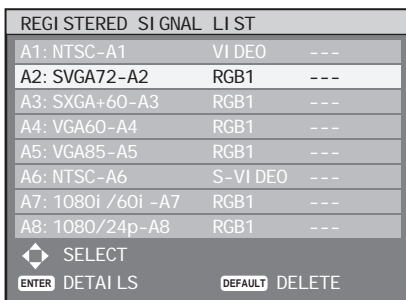 REGISTERED SIGNAL LIST
A1: NTSC-A1 VIDEO ---
A2: SVGA72-A2 RGB1 ---
A3: SXGA+60-A3 RGB1 ---
A4: VGA60-A4 RGB1 ---
A5: VGA85-A5 RGB1 ---
A6: NTSC-A6 S-VIDEO ---
A7: 1080i/60i-A7 RGB1 ---
A8: 1080/24p-A8 RGB1 ---
SELECT
ENTER DETAILS DEFAULT DELETE